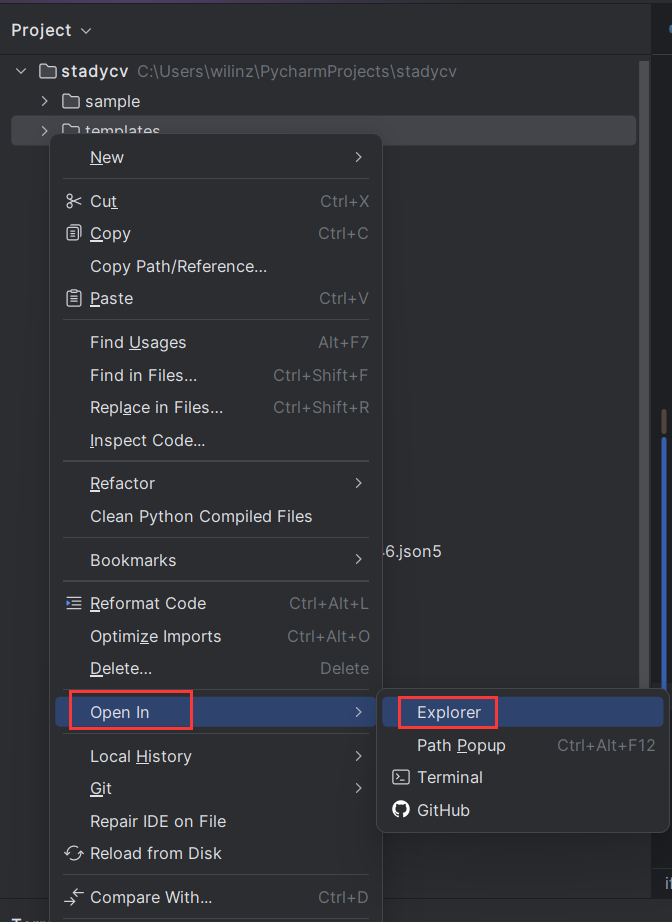 Project
stadycv C:\Users\wilinz\PycharmProjects\stadycv
sample
templates
New
Cut Ctrl+X
Copy Ctrl+C
Copy Path/Reference...
Paste Ctrl+V
Find Usages Alt+F7
Find in Files... Ctrl+Shift+F
Replace in Files... Ctrl+Shift+R
Inspect Code...
Refactor
Clean Python Compiled Files
Bookmarks
6.json5
Reformat Code Ctrl+Alt+L
Optimize Imports Ctrl+Alt+O
Delete... Delete
Open In
Explorer
Path Popup Ctrl+Alt+F12
Terminal
GitHub
Local History
Git
Repair IDE on File
Reload from Disk
Compare With... Ctrl+D